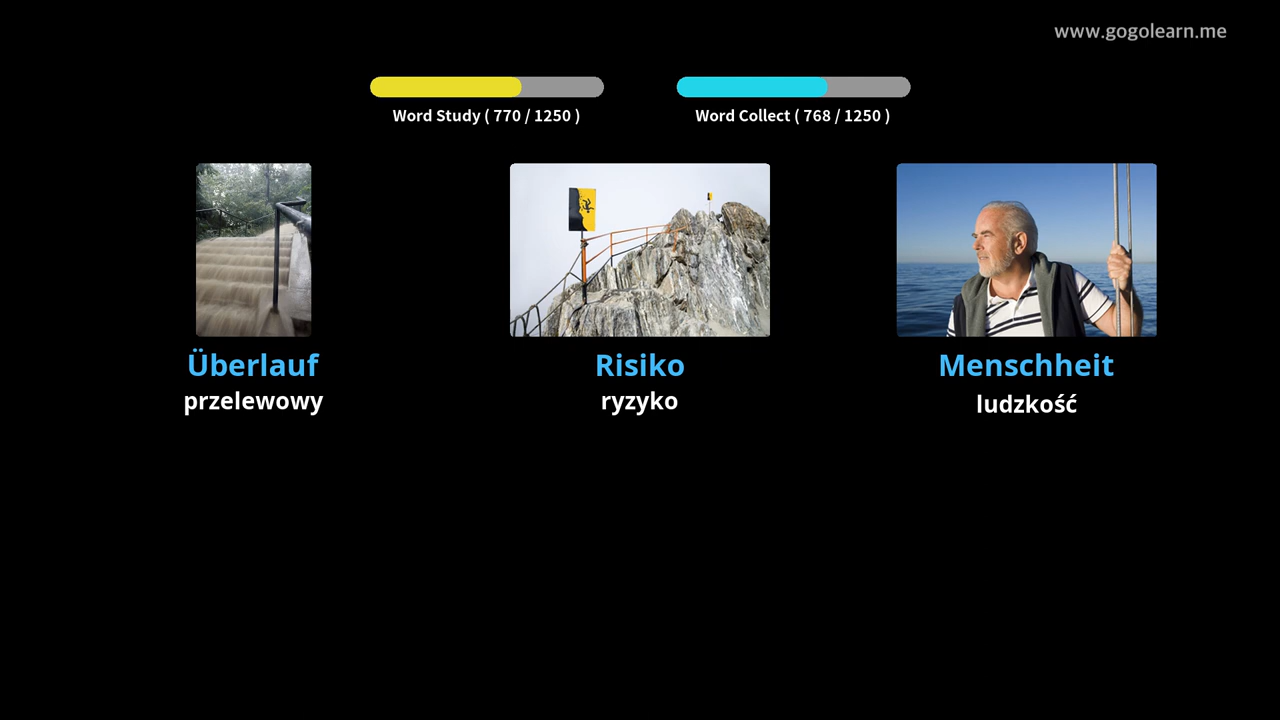 www.gogolearn.me
Word Study ( 770 / 1250 )
Word Collect ( 768 / 1250 )
Überlauf
przelewowy
Risiko
ryzyko
Menschheit
ludzkość